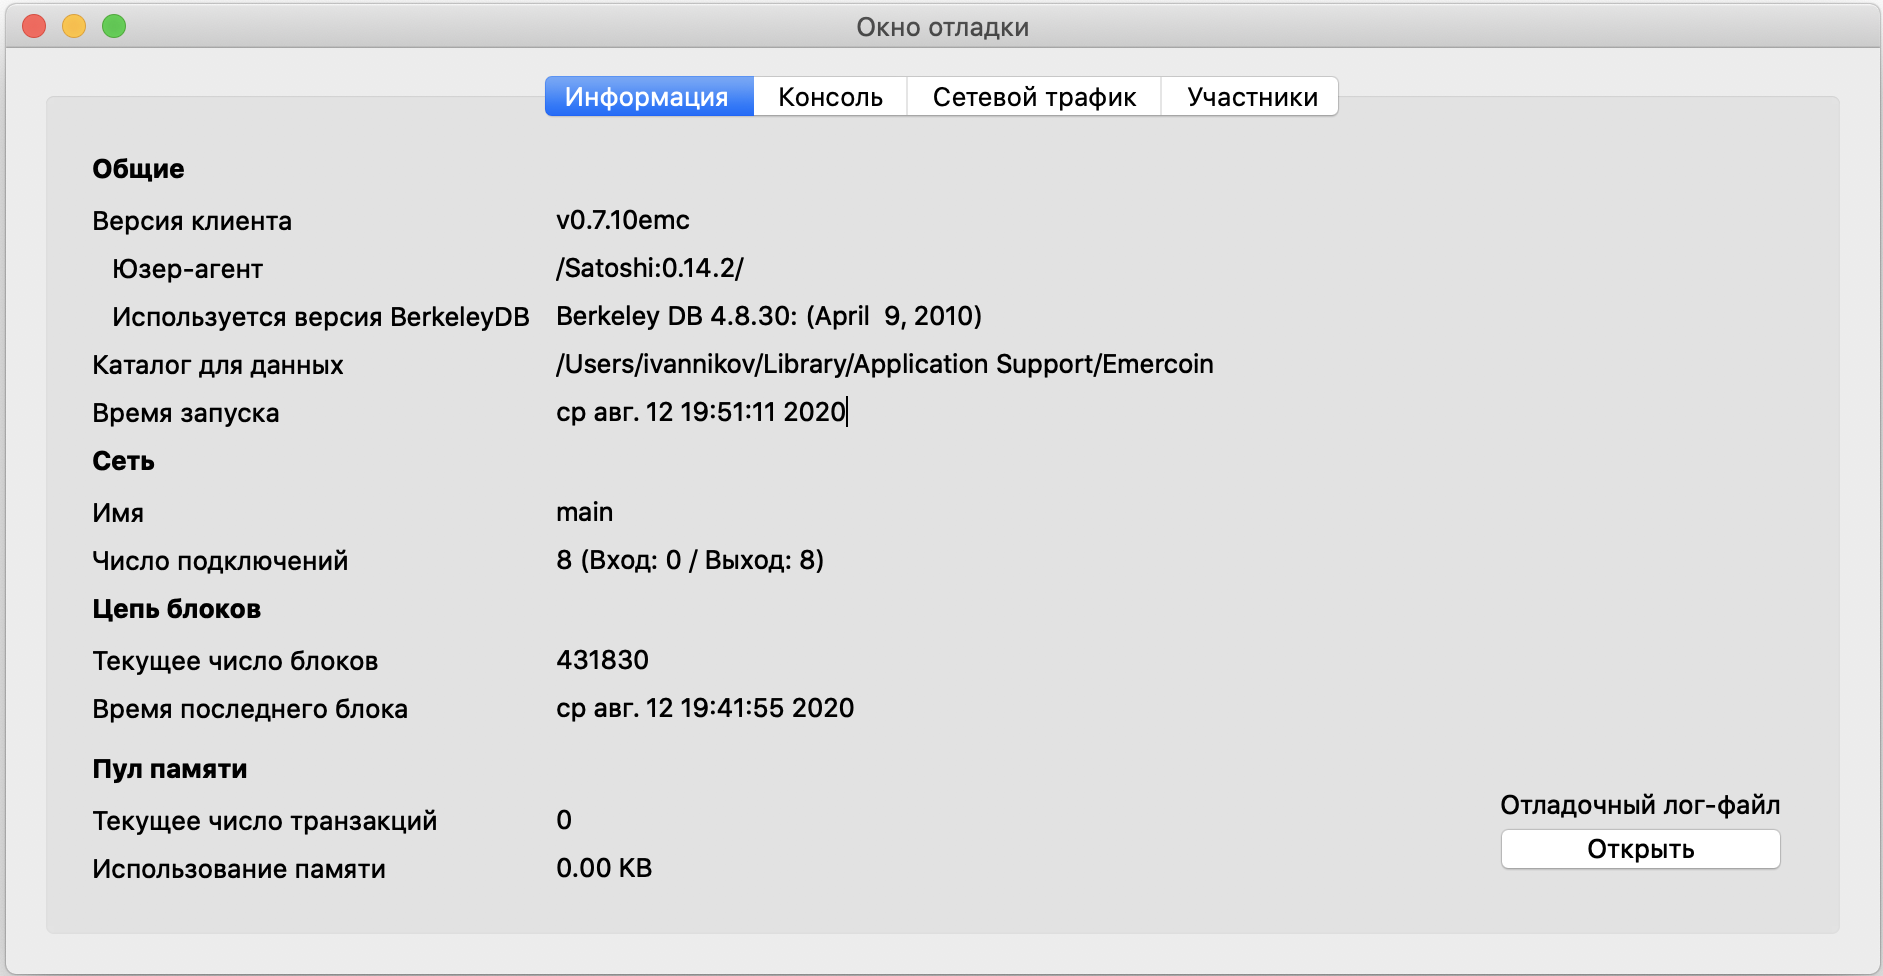 Окно отладки
Информация Консоль Сетевой трафик Участники
Общие
Версия клиента v0.7.10emc
Юзер-агент /Satoshi:0.14.2/
Используется версия BerkeleyDB Berkeley DB 4.8.30: (April  9, 2010)
Каталог для данных /Users/ivannikov/Library/Application Support/Emercoin
Время запуска ср авг. 12 19:51:11 2020
Сеть
Имя main
Число подключений 8 (Вход: 0 / Выход: 8)
Цепь блоков
Текущее число блоков 431830
Время последнего блока ср авг. 12 19:41:55 2020
Пул памяти
Текущее число транзакций 0
Использование памяти 0.00 KB
Отладочный лог-файл
Открыть